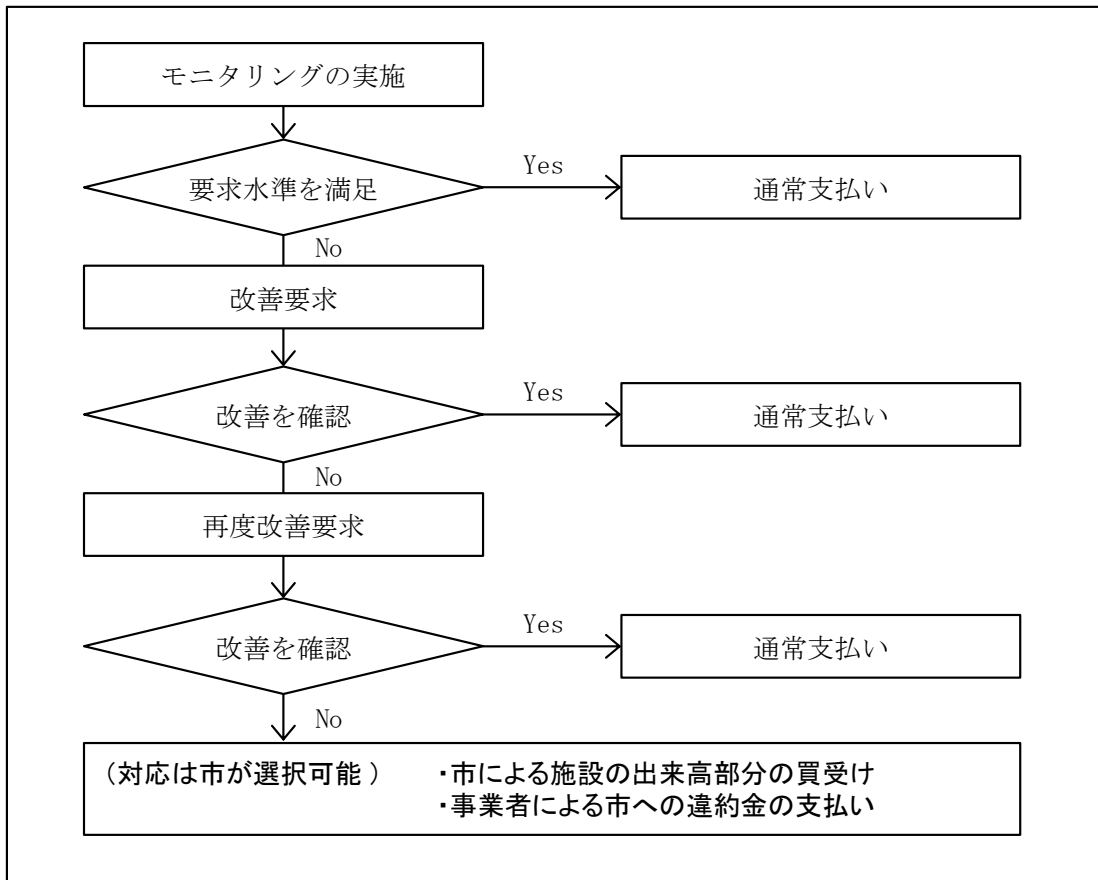 モニタリングの実施
要求水準を満足
Yes
通常支払い
No
改善要求
改善を確認
Yes
通常支払い
No
再度改善要求
改善を確認
Yes
通常支払い
No
（対応は市が選択可能 ） ・市による施設の出来高部分の買受け
・事業者による市への違約金の支払い